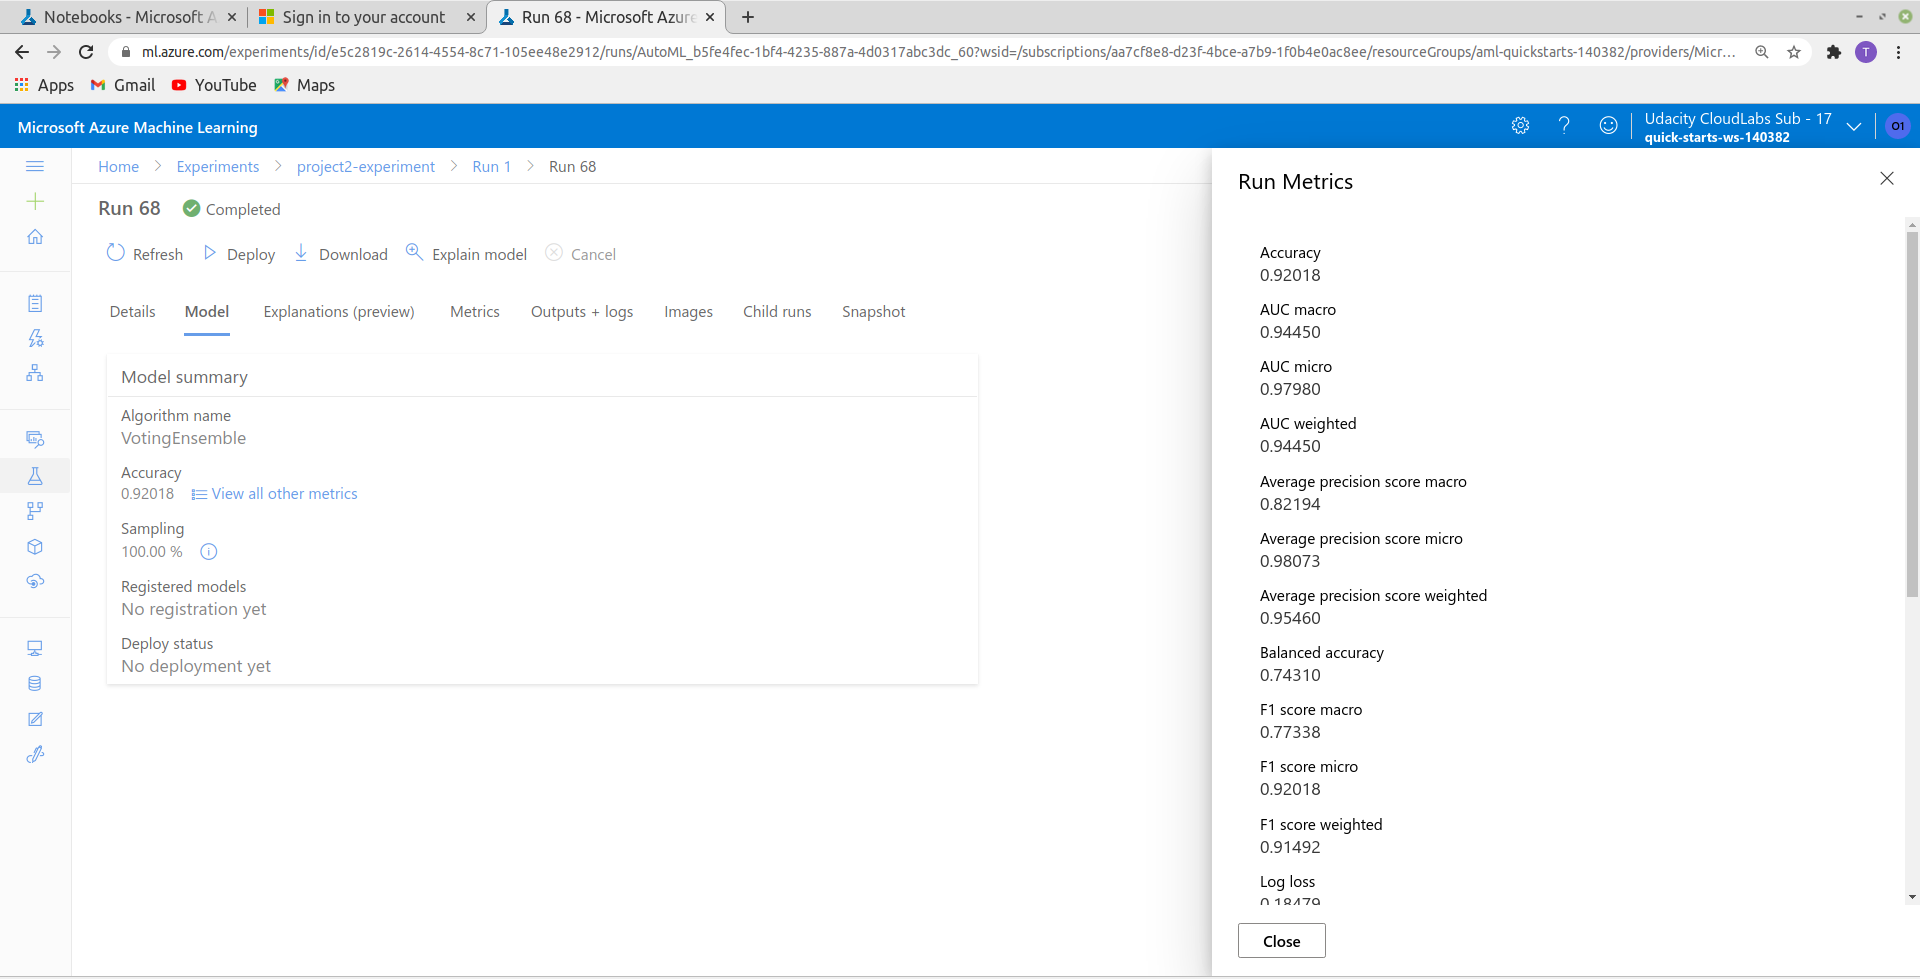 Notebooks - Microsoft A
Sign in to your account
Run 68 - Microsoft Azure
ml.azure.com/experiments/id/e5c2819c-2614-4554-8c71-105ee48e2912/runs/AutoML_b5fe4fec-1bf4-4235-887a-4d0317abc3dc_60?wsid=/subscriptions/aa7cf8e8-d23f-4bce-a7b9-1f0b4e0ac8ee/resourceGroups/aml-quickstarts-140382/providers/Micr...
T
Apps
Gmail
YouTube
Maps
Microsoft Azure Machine Learning
Udacity CloudLabs Sub - 17
quick-starts-ws-140382
O1
Home > Experiments > project2-experiment > Run 1 > Run 68
Run 68
Completed
Refresh
Deploy
Download
Explain model
Cancel
Details
Model
Explanations (preview)
Metrics
Outputs + logs
Images
Child runs
Snapshot
Model summary
Algorithm name
VotingEnsemble
Accuracy
0.92018
View all other metrics
Sampling
100.00 %
Registered models
No registration yet
Deploy status
No deployment yet
Run Metrics
Accuracy
0.92018
AUC macro
0.94450
AUC micro
0.97980
AUC weighted
0.94450
Average precision score macro
0.82194
Average precision score micro
0.98073
Average precision score weighted
0.95460
Balanced accuracy
0.74310
F1 score macro
0.77338
F1 score micro
0.92018
F1 score weighted
0.91492
Log loss
0.18479
Close